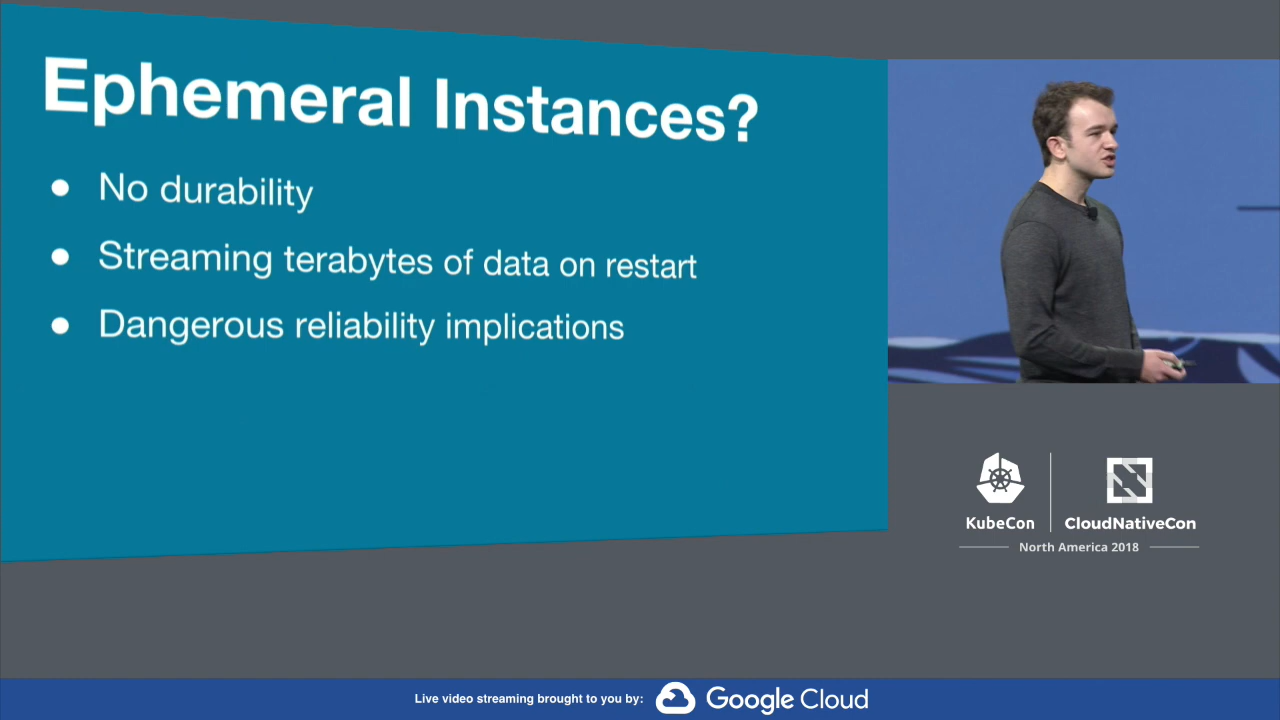 Ephemeral Instances?
● No durability
● Streaming terabytes of data on restart
● Dangerous reliability implications
KubeCon
CloudNativeCon
North America 2018
Live video streaming brought to you by:
Google Cloud